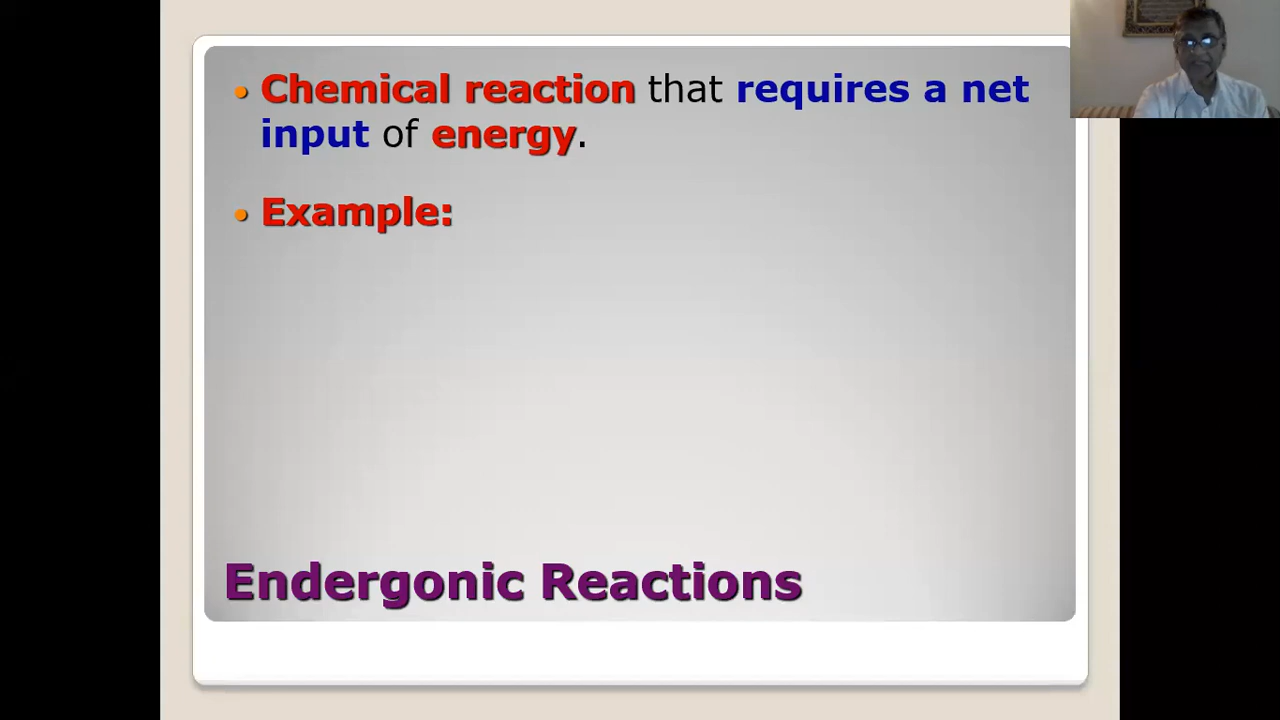 Chemical reaction that requires a net
input of energy.
Example:
Endergonic Reactions